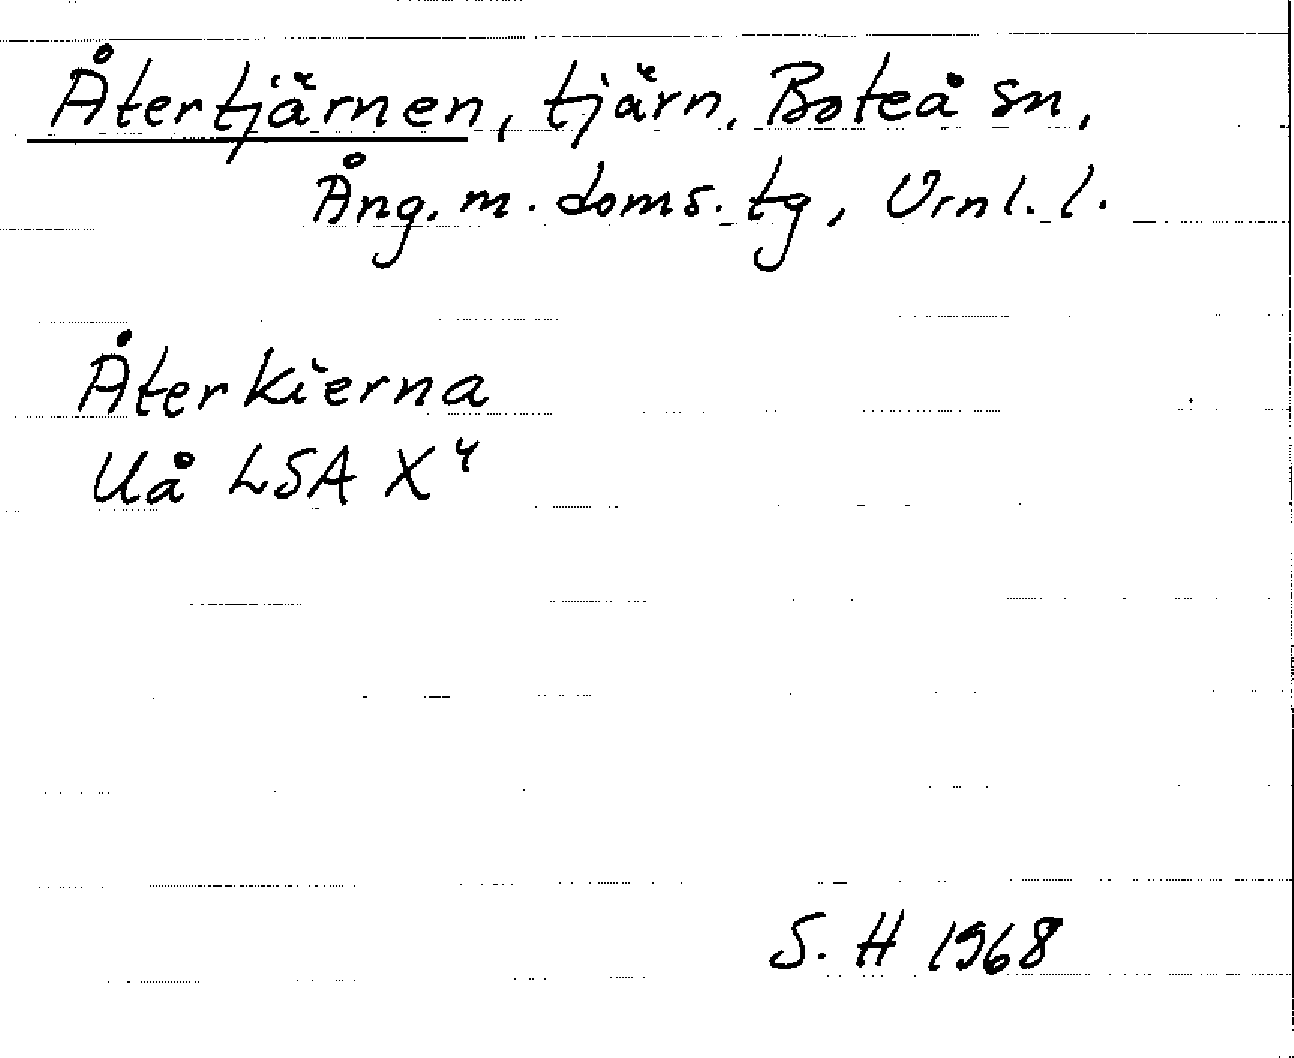 Återtjärnen, tjärn, Boteå sn,
Ång. m. doms. tg, Vrnl. l.
Återkierna
Uå LSA X⁴
S. H 1968